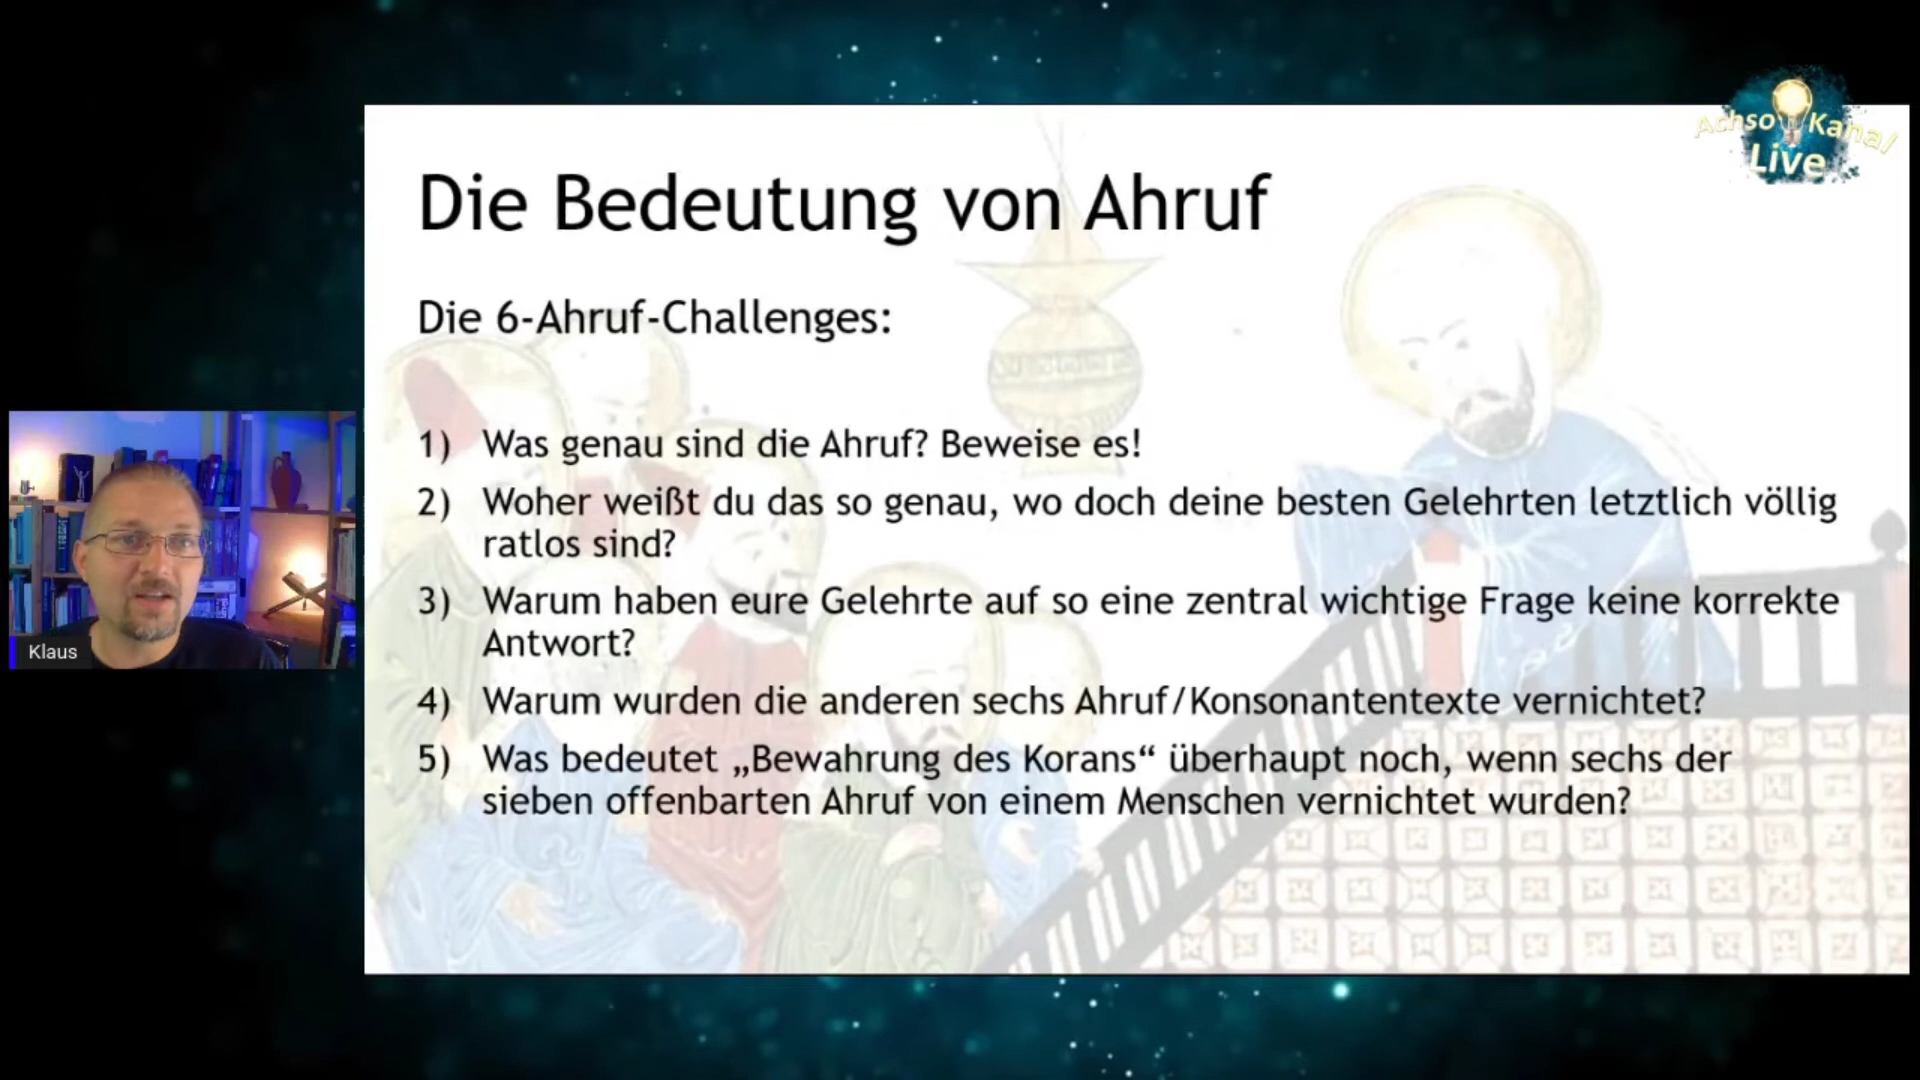 Achso Kanal
Live
Die Bedeutung von Ahruf
Die 6-Ahruf-Challenges:
1) Was genau sind die Ahruf? Beweise es!
2) Woher weißt du das so genau, wo doch deine besten Gelehrten letztlich völlig
ratlos sind?
3) Warum haben eure Gelehrte auf so eine zentral wichtige Frage keine korrekte
Antwort?
4) Warum wurden die anderen sechs Ahruf/Konsonantentexte vernichtet?
5) Was bedeutet „Bewahrung des Korans“ überhaupt noch, wenn sechs der
sieben offenbarten Ahruf von einem Menschen vernichtet wurden?
Klaus